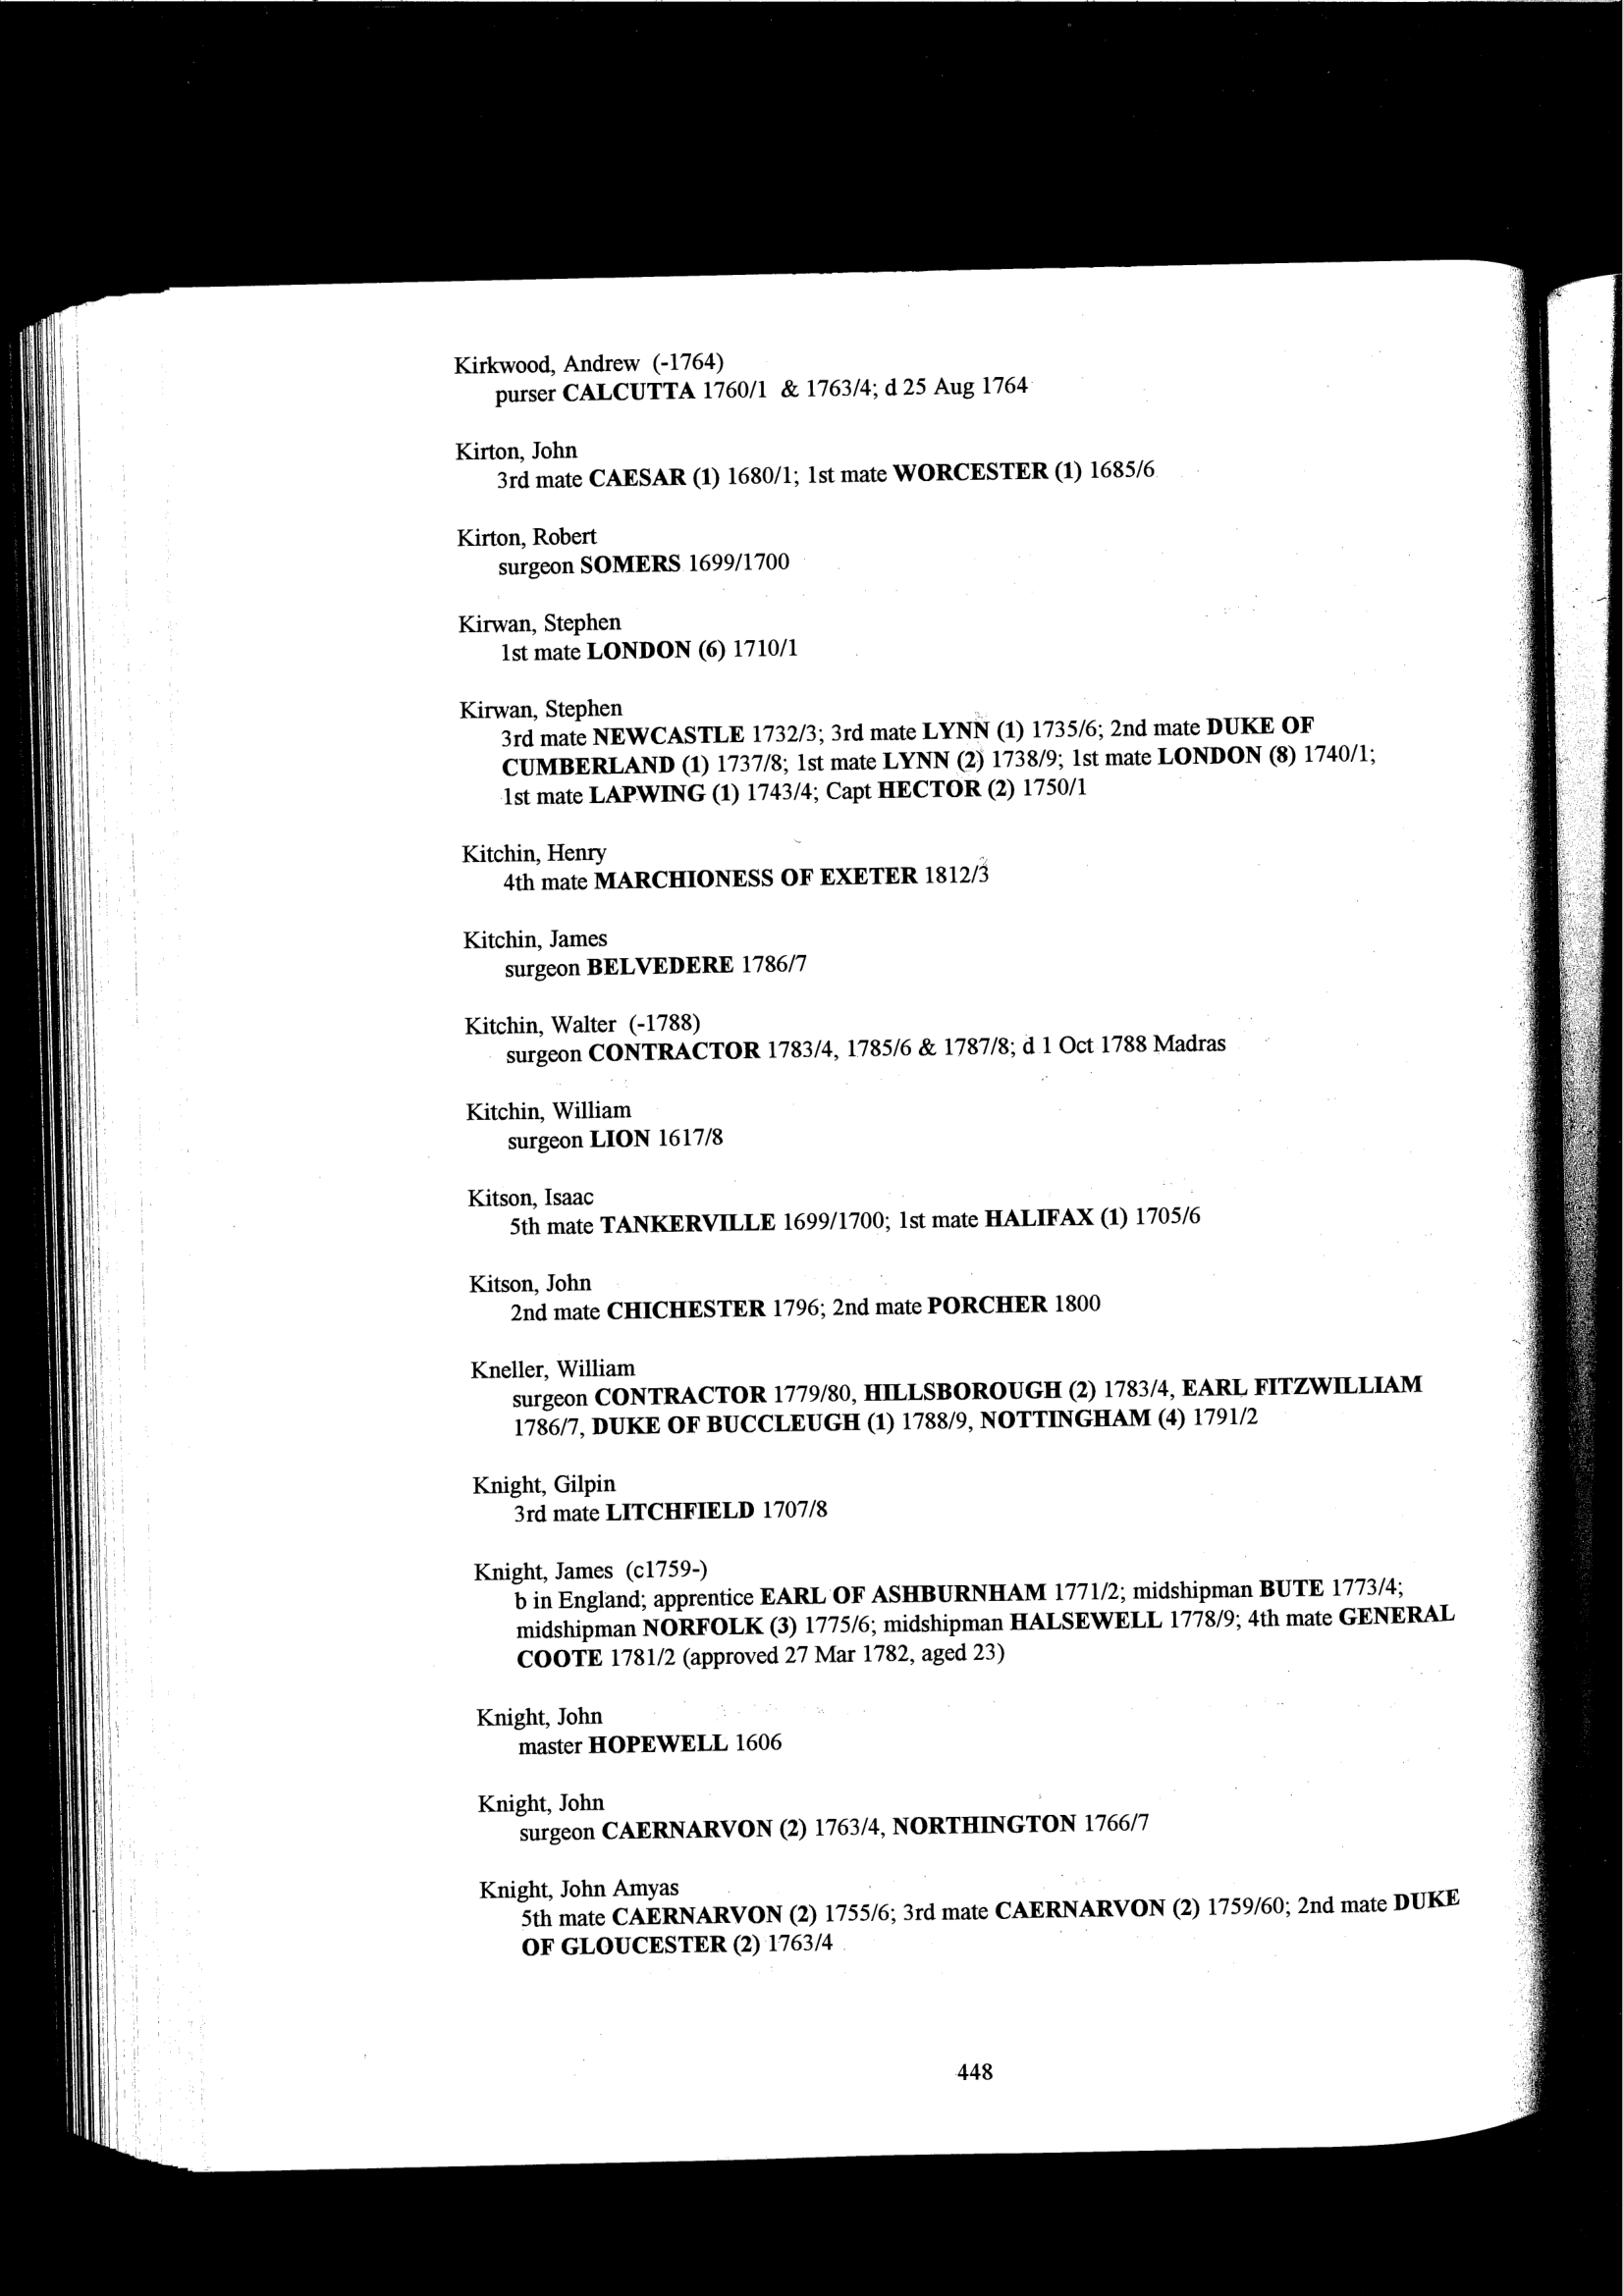 Kirkwood, Andrew (-1764)
purser CALCUTTA 1760/1 & 1763/4; d 25 Aug 1764
Kirton, John
3rd mate CAESAR (1) 1680/1; 1st mate WORCESTER (1) 1685/6
Kirton, Robert
surgeon SOMERS 1699/1700
Kirwan, Stephen
1st mate LONDON (6) 1710/1
Kirwan, Stephen
3rd mate NEWCASTLE 1732/3; 3rd mate LYNN (1) 1735/6; 2nd mate DUKE OF
CUMBERLAND (1) 1737/8; 1st mate LYNN (2) 1738/9; 1st mate LONDON (8) 1740/1;
1st mate LAPWING (1) 1743/4; Capt HECTOR (2) 1750/1
Kitchin, Henry
4th mate MARCHIONESS OF EXETER 1812/3
Kitchin, James
surgeon BELVEDERE 1786/7
Kitchin, Walter (-1788)
surgeon CONTRACTOR 1783/4, 1785/6 & 1787/8; d 1 Oct 1788 Madras
Kitchin, William
surgeon LION 1617/8
Kitson, Isaac
5th mate TANKERVILLE 1699/1700; 1st mate HALIFAX (1) 1705/6
Kitson, John
2nd mate CHICHESTER 1796; 2nd mate PORCHER 1800
Kneller, William
surgeon CONTRACTOR 1779/80, HILLSBOROUGH (2) 1783/4, EARL FITZWILLIAM
1786/7, DUKE OF BUCCLEUGH (1) 1788/9, NOTTINGHAM (4) 1791/2
Knight, Gilpin
3rd mate LITCHFIELD 1707/8
Knight, James (c1759-)
b in England; apprentice EARL OF ASHBURNHAM 1771/2; midshipman BUTE 1773/4;
midshipman NORFOLK (3) 1775/6; midshipman HALSEWELL 1778/9; 4th mate GENERAL
COOTE 1781/2 (approved 27 Mar 1782, aged 23)
Knight, John
master HOPEWELL 1606
Knight, John
surgeon CAERNARVON (2) 1763/4, NORTHINGTON 1766/7
Knight, John Amyas
5th mate CAERNARVON (2) 1755/6; 3rd mate CAERNARVON (2) 1759/60; 2nd mate DUKE
OF GLOUCESTER (2) 1763/4
448